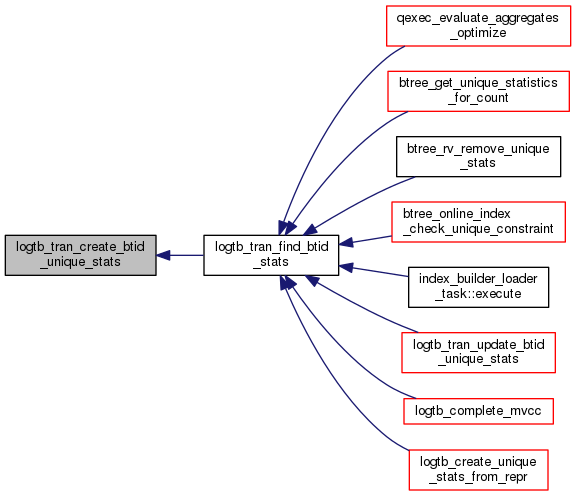 qexec_evaluate_aggregates
_optimize
btree_get_unique_statistics
_for_count
btree_rv_remove_unique
_stats
logtb_tran_create_btid
_unique_stats
logtb_tran_find_btid
_stats
btree_online_index
_check_unique_constraint
index_builder_loader
_task::execute
logtb_tran_update_btid
_unique_stats
logtb_complete_mvcc
logtb_create_unique
_stats_from_repr